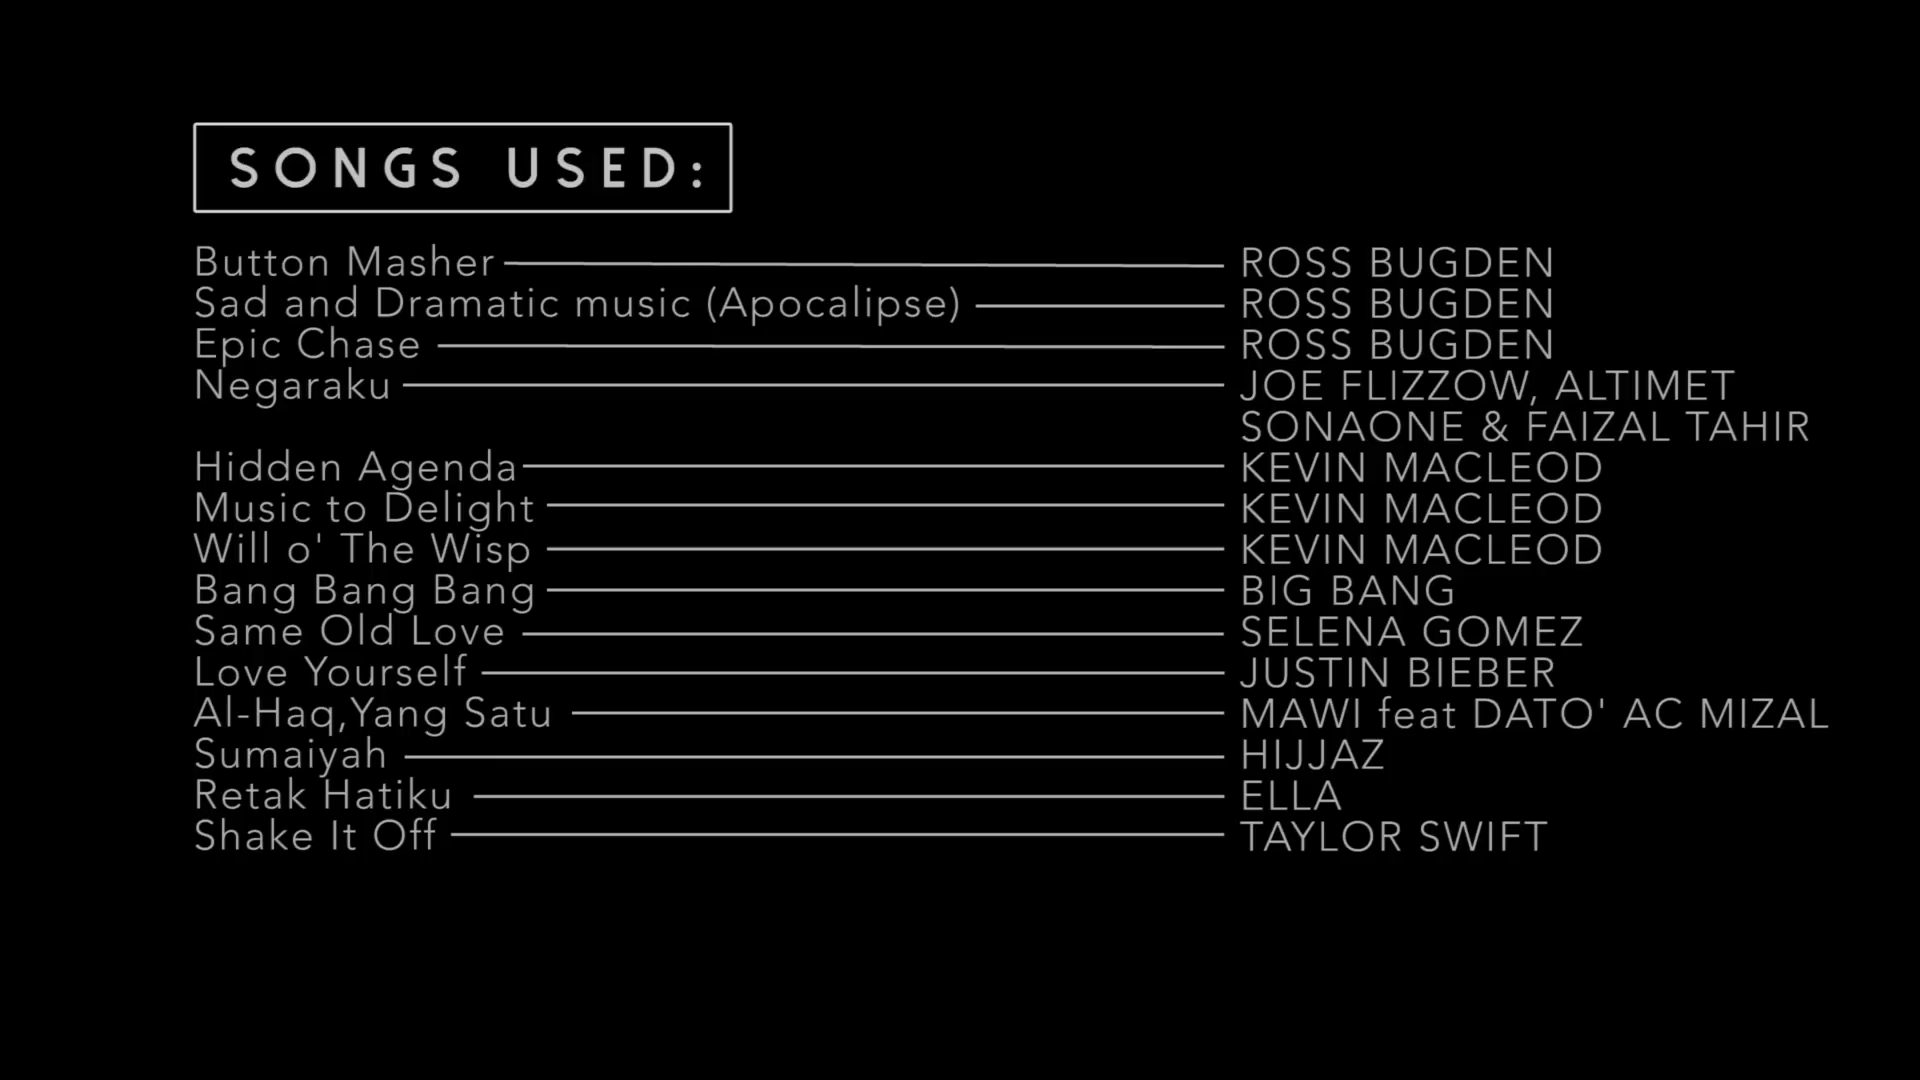 SONGS USED:
Button Masher ROSS BUGDEN
Sad and Dramatic music (Apocalipse) ROSS BUGDEN
Epic Chase ROSS BUGDEN
Negaraku JOE FLIZZOW, ALTIMET
SONAONE & FAIZAL TAHIR
Hidden Agenda KEVIN MACLEOD
Music to Delight KEVIN MACLEOD
Will o' The Wisp KEVIN MACLEOD
Bang Bang Bang BIG BANG
Same Old Love SELENA GOMEZ
Love Yourself JUSTIN BIEBER
Al-Haq,Yang Satu MAWI feat DATO' AC MIZAL
Sumaiyah HIJJAZ
Retak Hatiku ELLA
Shake It Off TAYLOR SWIFT